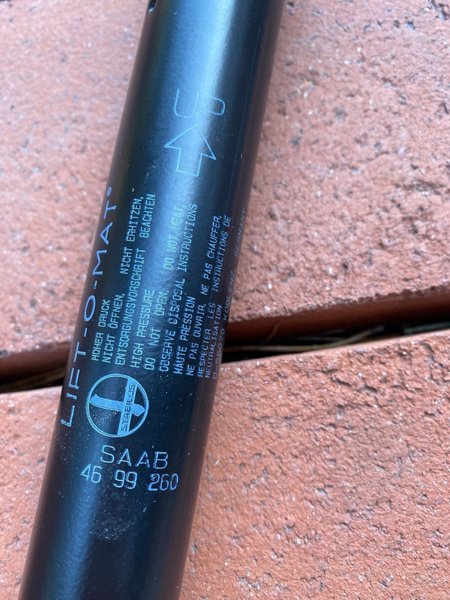 UP
LIFT-O-MAT®
HOHER DRUCK
NICHT ÖFFNEN, NICHT ERHITZEN,
ENTSORGUNGSVORSCHRIFT BEACHTEN
HIGH PRESSURE
DO NOT OPEN, DO NOT HEAT,
OBSERVE DISPOSAL INSTRUCTIONS
HAUTE PRESSION
NE PAS OUVRIR, NE PAS CHAUFFER,
RESPECTER LES INSTRUCTIONS DE
NEUTRALISATION
STABILUS
SAAB
46 99 260